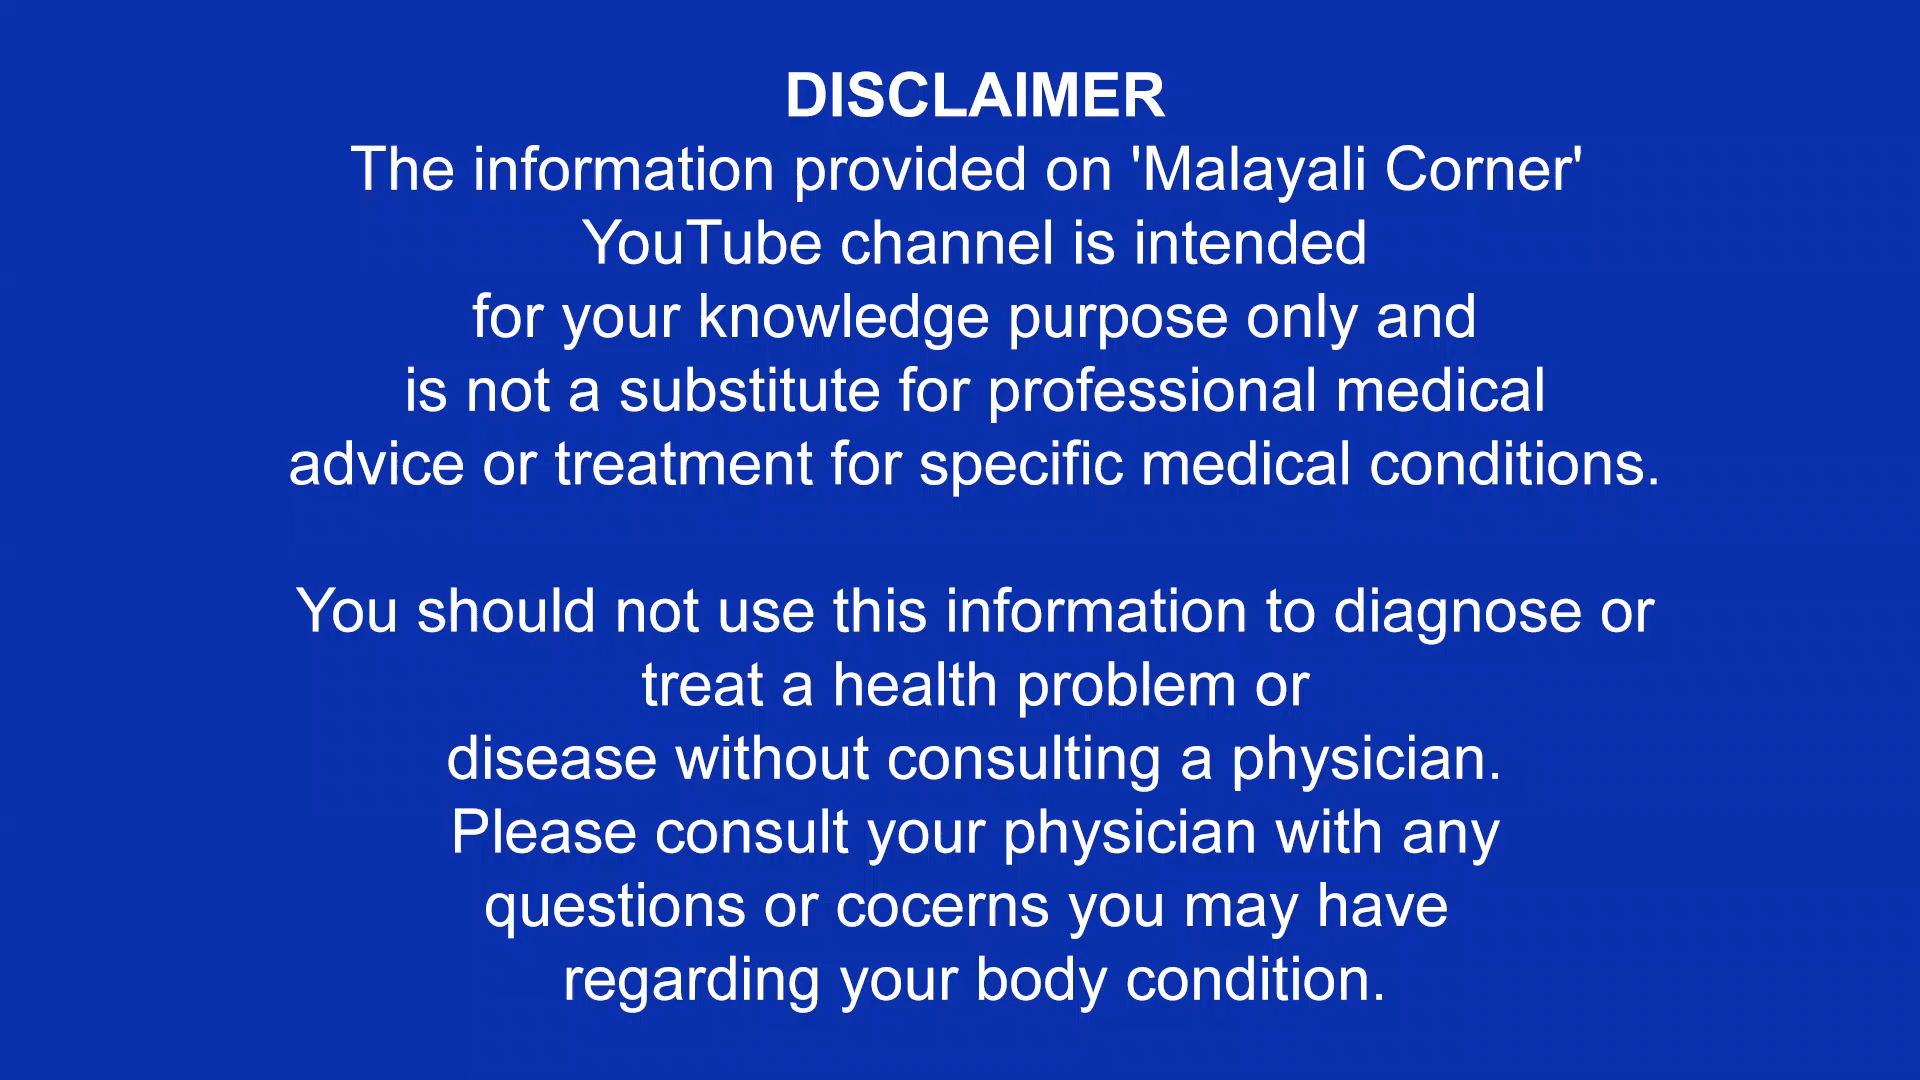 DISCLAIMER
The information provided on 'Malayali Corner'
YouTube channel is intended
for your knowledge purpose only and
is not a substitute for professional medical
advice or treatment for specific medical conditions.
You should not use this information to diagnose or
treat a health problem or
disease without consulting a physician.
Please consult your physician with any
questions or cocerns you may have
regarding your body condition.